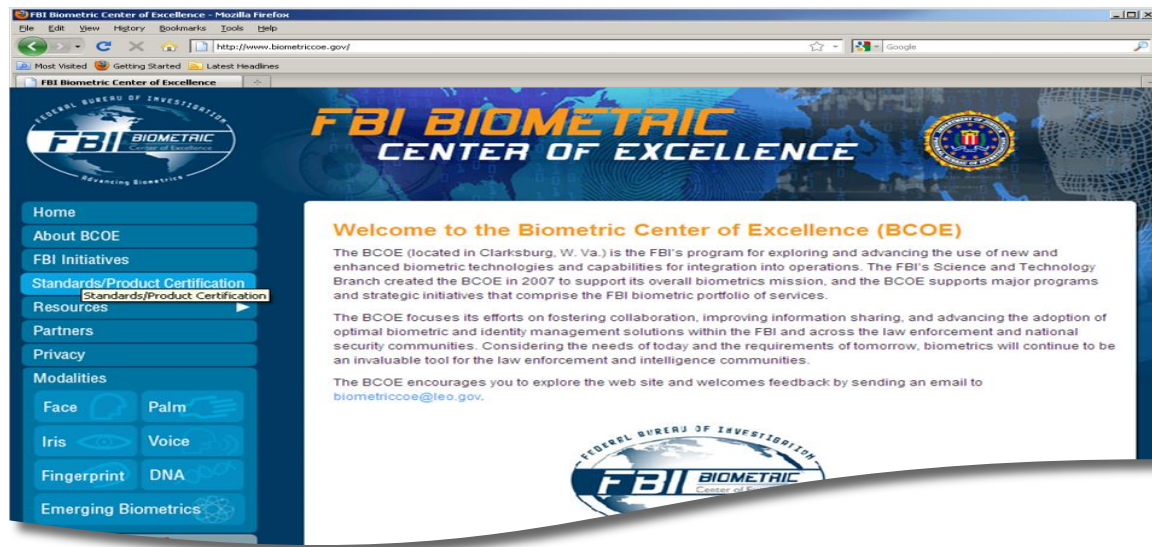 FBI Biometric Center of Excellence - Mozilla Firefox
File Edit View History Bookmarks Tools Help
http://www.biometriccoe.gov/
Google
Most Visited Getting Started Latest Headlines
FBI Biometric Center of Excellence
FEDERAL BUREAU OF INVESTIGATION
FBI BIOMETRIC
Center of Excellence
Advancing Biometrics
FBI BIOMETRIC
CENTER OF EXCELLENCE
Home
About BCOE
FBI Initiatives
Standards/Product Certification
Standards/Product Certification
Resources
Partners
Privacy
Modalities
Face Palm
Iris Voice
Fingerprint DNA
Emerging Biometrics
Welcome to the Biometric Center of Excellence (BCOE)
The BCOE (located in Clarksburg, W. Va.) is the FBI's program for exploring and advancing the use of new and
enhanced biometric technologies and capabilities for integration into operations. The FBI's Science and Technology
Branch created the BCOE in 2007 to support its overall biometrics mission, and the BCOE supports major programs
and strategic initiatives that comprise the FBI biometric portfolio of services.
The BCOE focuses its efforts on fostering collaboration, improving information sharing, and advancing the adoption of
optimal biometric and identity management solutions within the FBI and across the law enforcement and national
security communities. Considering the needs of today and the requirements of tomorrow, biometrics will continue to be
an invaluable tool for the law enforcement and intelligence communities.
The BCOE encourages you to explore the web site and welcomes feedback by sending an email to
biometriccoe@leo.gov.
FEDERAL BUREAU OF INVESTIGATION
FBI BIOMETRIC
Center of